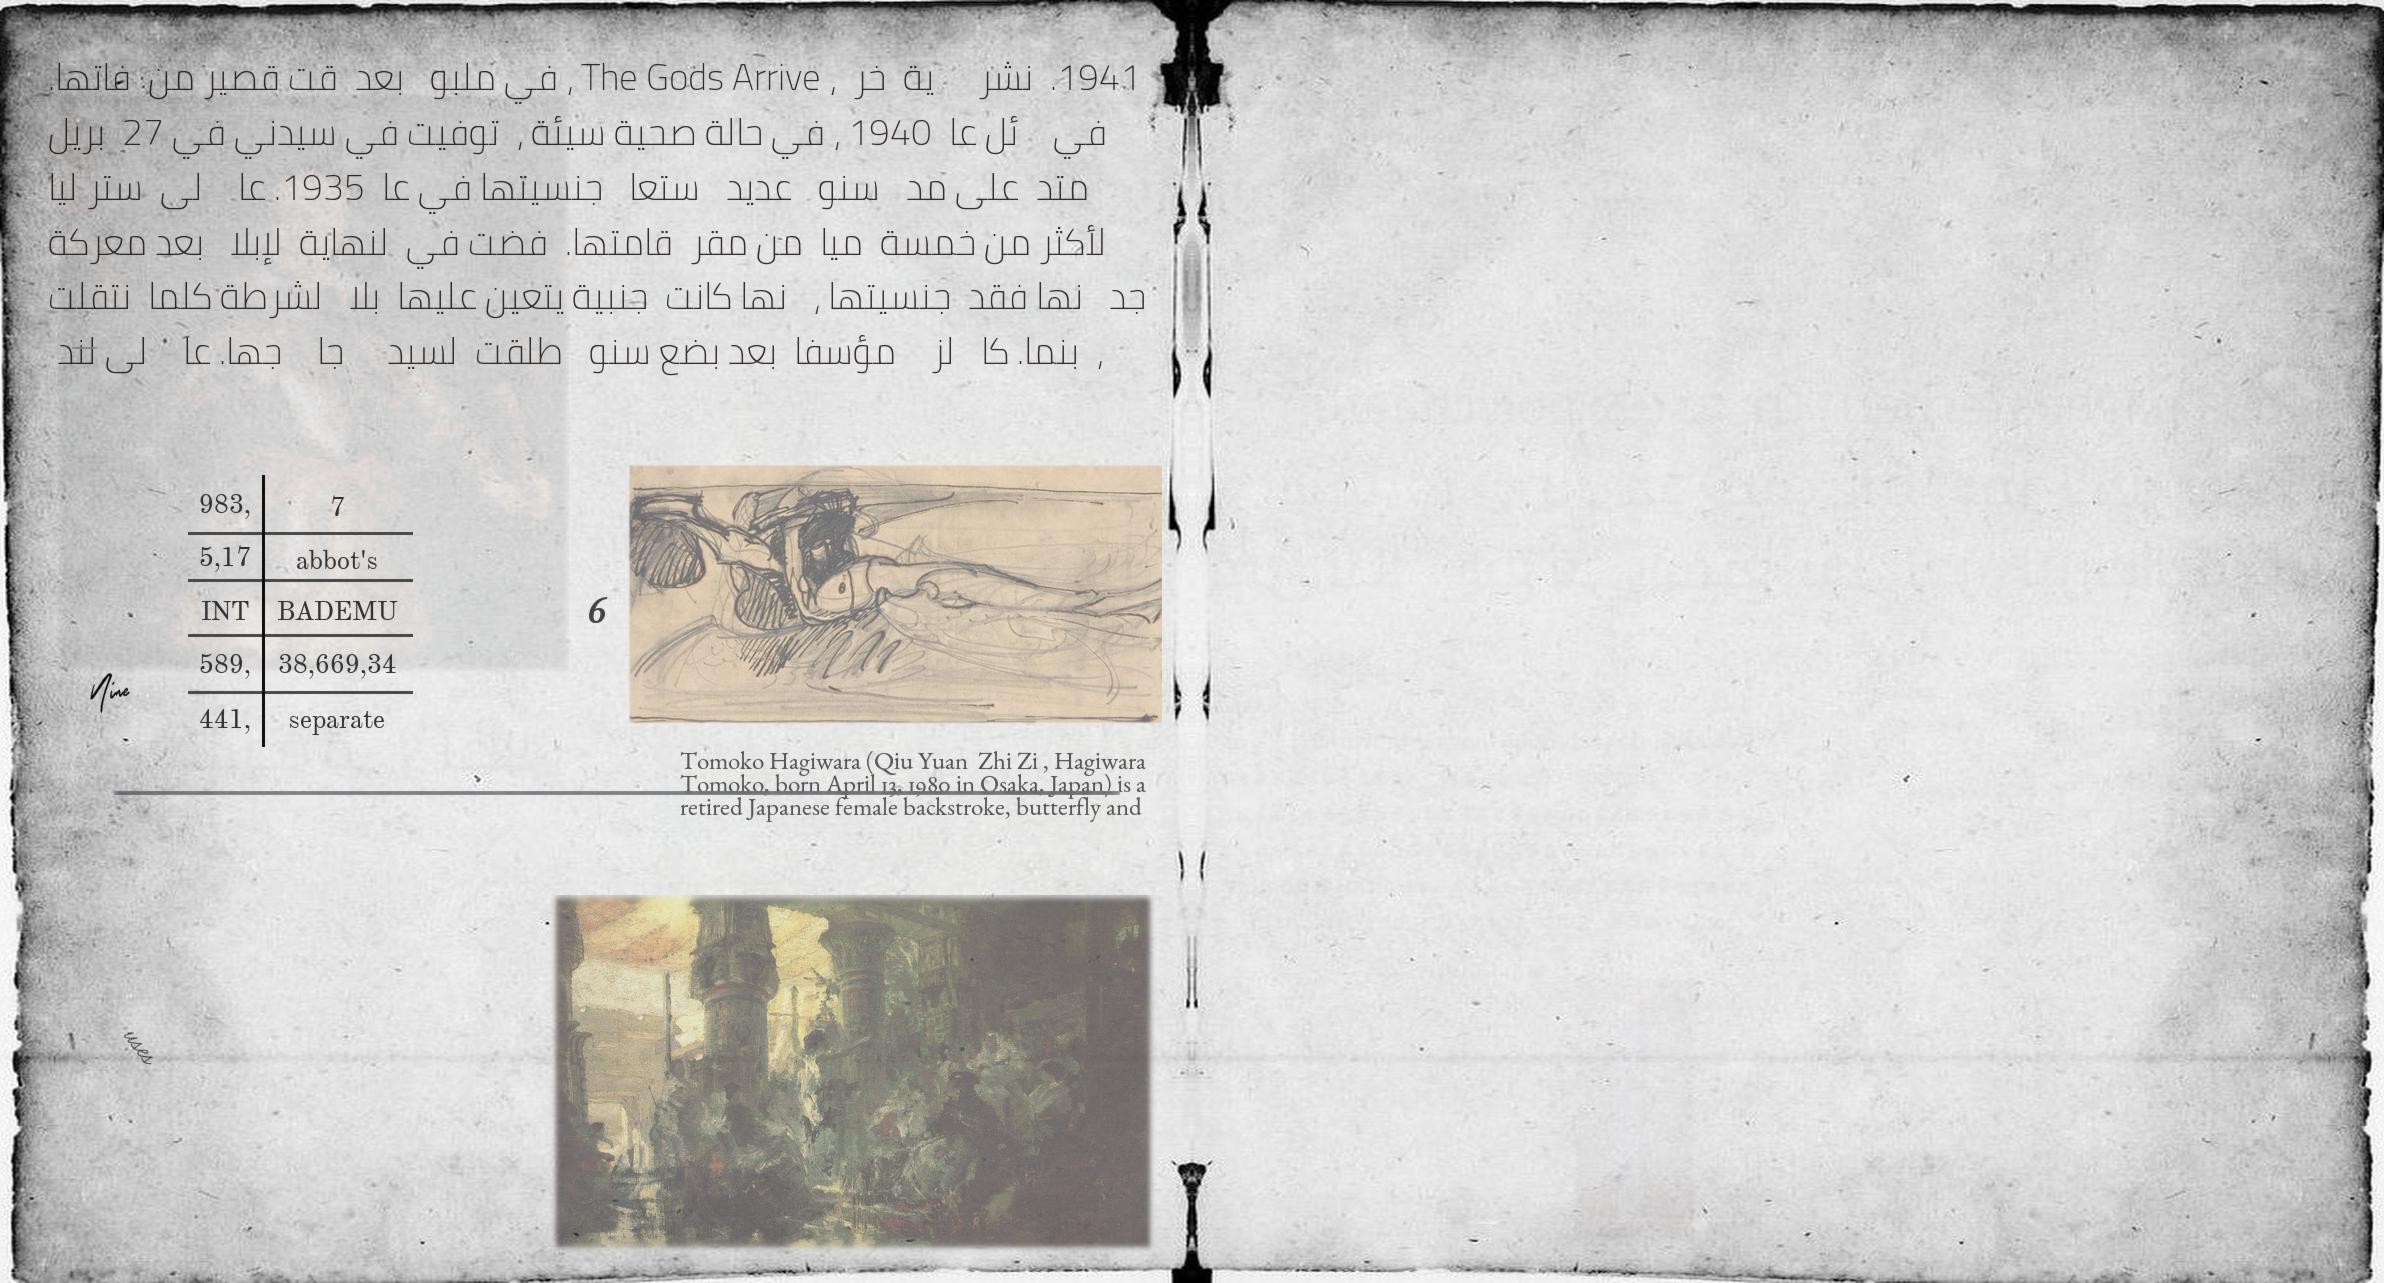 1941. نشر ية خر , The Gods Arrive, في ملبو بعد قت قصير من فاتها.
في ئل عا 1940 , في حالة صحية سيئة, توفيت في سيدني في 27 بريل
متد على مد سنو عديد ستعا جنسيتها في عا 1935. عا لى ستر ليا
لأكثر من خمسة ميا من مقر قامتها. فضت في لنهاية لإبلا بعد معركة
جد نها فقد جنسيتها, نها كانت جنبية يتعين عليها بلا لشرطة كلما نتقلت
, بنما. كا لز مؤسفا بعد بضع سنو طلقت لسيد جا جها. عا لى لند
983, 7
5,17 abbot's
INT BADEMU
589, 38,669,34
441, separate
Nine
6
Tomoko Hagiwara (Qiu Yuan Zhi Zi , Hagiwara
Tomoko, born April 13, 1980 in Osaka, Japan) is a
retired Japanese female backstroke, butterfly and
uses